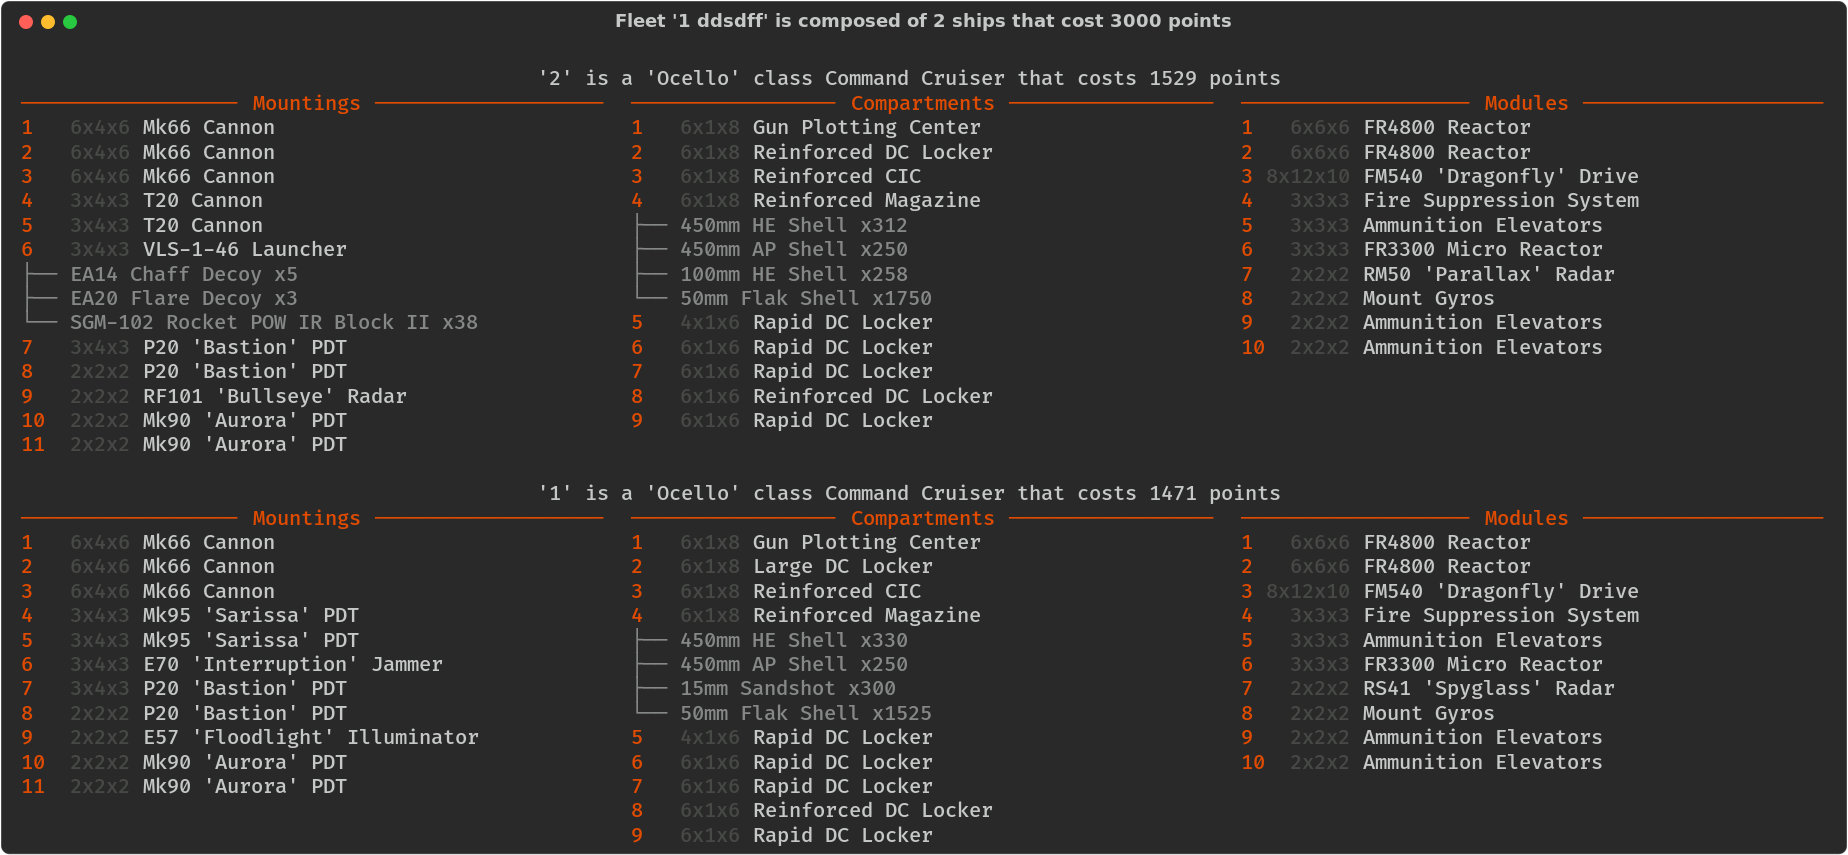 Fleet '1 ddsdff' is composed of 2 ships that cost 3000 points
'2' is a 'Ocello' class Command Cruiser that costs 1529 points
Mountings
1 6x4x6 Mk66 Cannon
2 6x4x6 Mk66 Cannon
3 6x4x6 Mk66 Cannon
4 3x4x3 T20 Cannon
5 3x4x3 T20 Cannon
6 3x4x3 VLS-1-46 Launcher
├── EA14 Chaff Decoy x5
├── EA20 Flare Decoy x3
└── SGM-102 Rocket POW IR Block II x38
7 3x4x3 P20 'Bastion' PDT
8 2x2x2 P20 'Bastion' PDT
9 2x2x2 RF101 'Bullseye' Radar
10 2x2x2 Mk90 'Aurora' PDT
11 2x2x2 Mk90 'Aurora' PDT
Compartments
1 6x1x8 Gun Plotting Center
2 6x1x8 Reinforced DC Locker
3 6x1x8 Reinforced CIC
4 6x1x8 Reinforced Magazine
├── 450mm HE Shell x312
├── 450mm AP Shell x250
├── 100mm HE Shell x258
└── 50mm Flak Shell x1750
5 4x1x6 Rapid DC Locker
6 6x1x6 Rapid DC Locker
7 6x1x6 Rapid DC Locker
8 6x1x6 Reinforced DC Locker
9 6x1x6 Rapid DC Locker
Modules
1 6x6x6 FR4800 Reactor
2 6x6x6 FR4800 Reactor
3 8x12x10 FM540 'Dragonfly' Drive
4 3x3x3 Fire Suppression System
5 3x3x3 Ammunition Elevators
6 3x3x3 FR3300 Micro Reactor
7 2x2x2 RM50 'Parallax' Radar
8 2x2x2 Mount Gyros
9 2x2x2 Ammunition Elevators
10 2x2x2 Ammunition Elevators
'1' is a 'Ocello' class Command Cruiser that costs 1471 points
Mountings
1 6x4x6 Mk66 Cannon
2 6x4x6 Mk66 Cannon
3 6x4x6 Mk66 Cannon
4 3x4x3 Mk95 'Sarissa' PDT
5 3x4x3 Mk95 'Sarissa' PDT
6 3x4x3 E70 'Interruption' Jammer
7 3x4x3 P20 'Bastion' PDT
8 2x2x2 P20 'Bastion' PDT
9 2x2x2 E57 'Floodlight' Illuminator
10 2x2x2 Mk90 'Aurora' PDT
11 2x2x2 Mk90 'Aurora' PDT
Compartments
1 6x1x8 Gun Plotting Center
2 6x1x8 Large DC Locker
3 6x1x8 Reinforced CIC
4 6x1x8 Reinforced Magazine
├── 450mm HE Shell x330
├── 450mm AP Shell x250
├── 15mm Sandshot x300
└── 50mm Flak Shell x1525
5 4x1x6 Rapid DC Locker
6 6x1x6 Rapid DC Locker
7 6x1x6 Rapid DC Locker
8 6x1x6 Reinforced DC Locker
9 6x1x6 Rapid DC Locker
Modules
1 6x6x6 FR4800 Reactor
2 6x6x6 FR4800 Reactor
3 8x12x10 FM540 'Dragonfly' Drive
4 3x3x3 Fire Suppression System
5 3x3x3 Ammunition Elevators
6 3x3x3 FR3300 Micro Reactor
7 2x2x2 RS41 'Spyglass' Radar
8 2x2x2 Mount Gyros
9 2x2x2 Ammunition Elevators
10 2x2x2 Ammunition Elevators